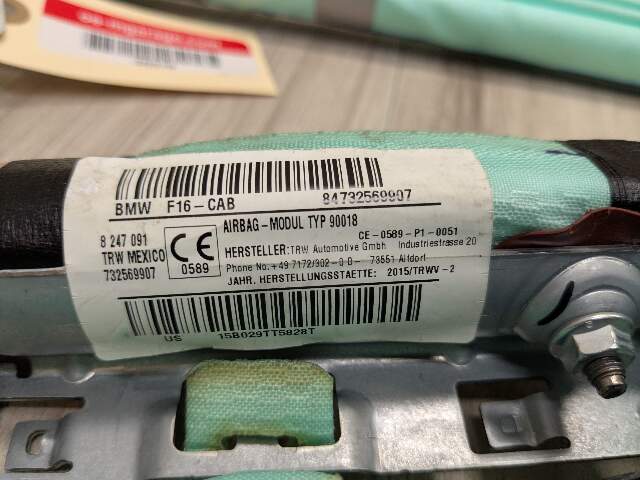 BMW F16-CAB 84732569907
8 247 091
TRW MEXICO
732569907
CE
0589
AIRBAG-MODUL TYP 90018
CE-0589-P1-0051
HERSTELLER: TRW Automotive GmbH Industriestrasse 20
Phone No. +49 7172/302-0 D- 73551 Alfdorf
JAHR. HERSTELLUNGSSTAETTE: 2015/TRWV-2
US 15B029TT5828T